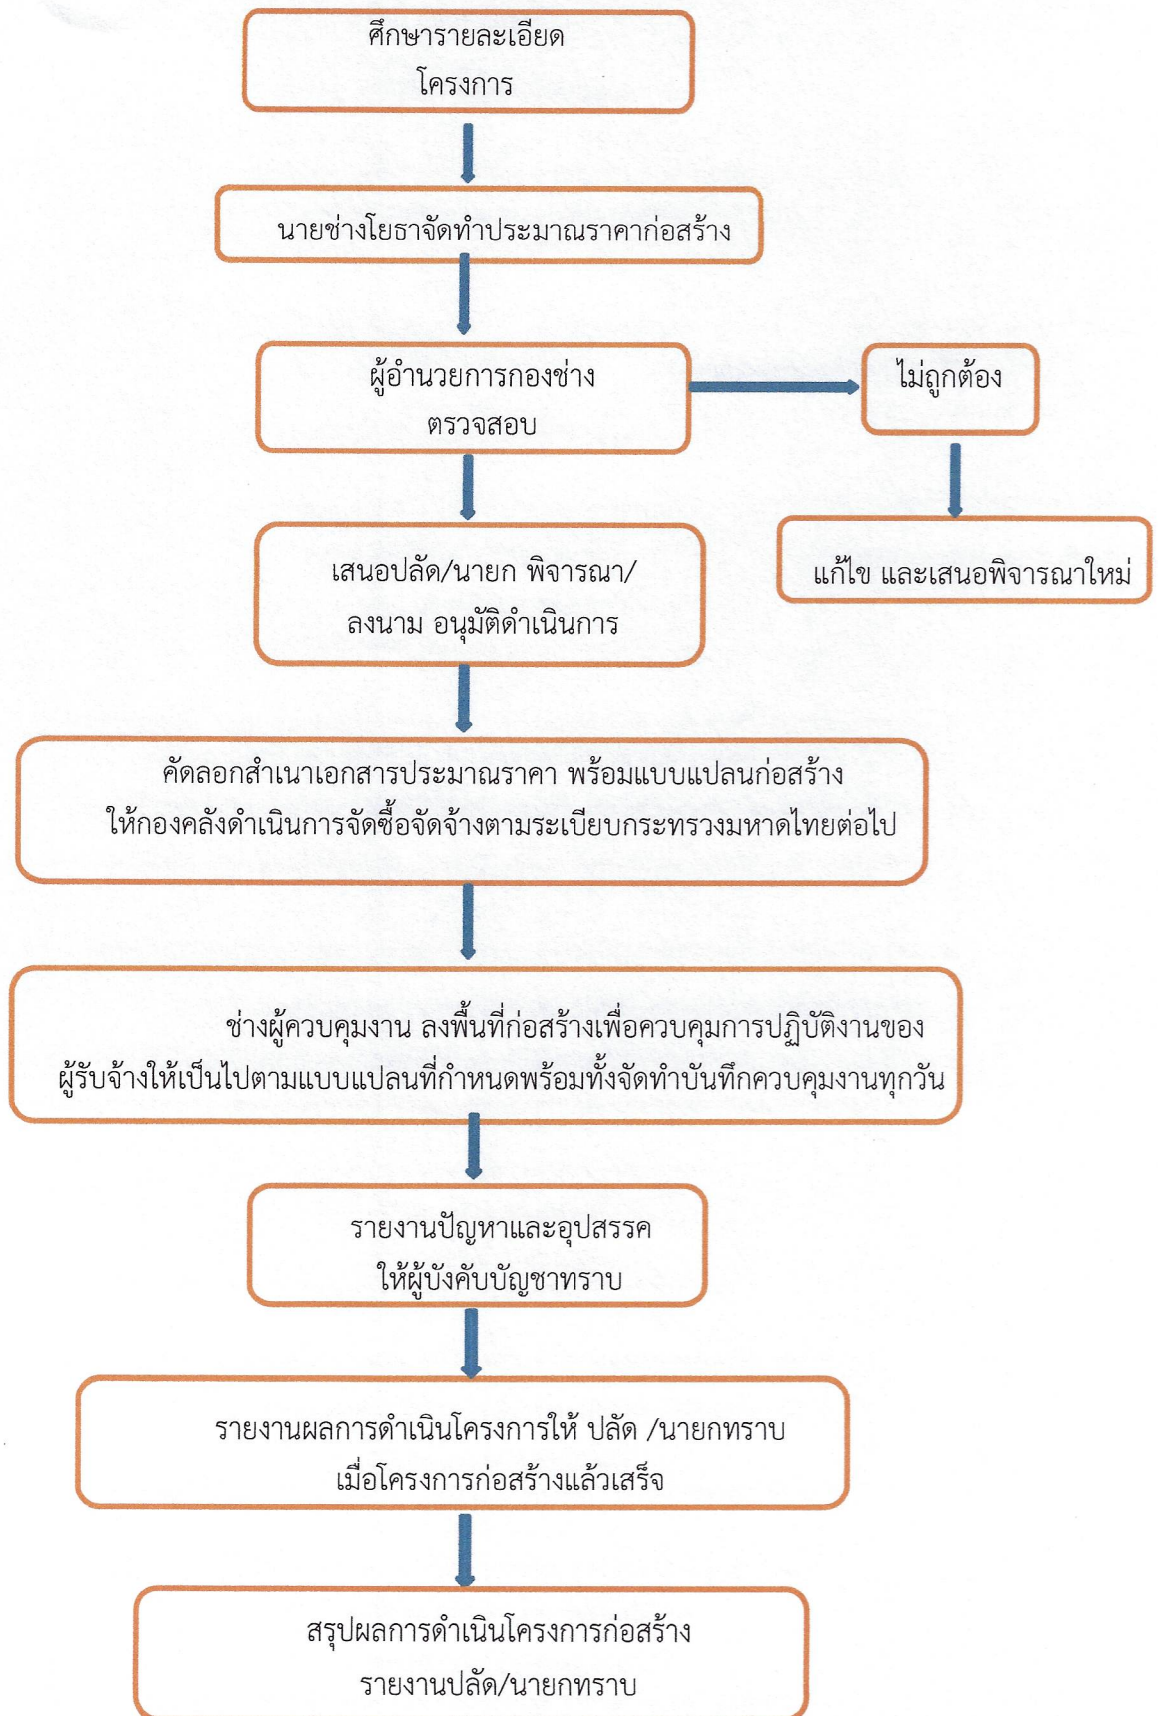 ศึกษารายละเอียด
โครงการ
นายช่างโยธาจัดทำประมาณราคาก่อสร้าง
ผู้อำนวยการกองช่าง
ตรวจสอบ
ไม่ถูกต้อง
แก้ไข และเสนอพิจารณาใหม่
เสนอปลัด/นายก พิจารณา/
ลงนาม อนุมัติดำเนินการ
คัดลอกสำเนาเอกสารประมาณราคา พร้อมแบบแปลนก่อสร้าง
ให้กองคลังดำเนินการจัดซื้อจัดจ้างตามระเบียบกระทรวงมหาดไทยต่อไป
ช่างผู้ควบคุมงาน ลงพื้นที่ก่อสร้างเพื่อควบคุมการปฏิบัติงานของ
ผู้รับจ้างให้เป็นไปตามแบบแปลนที่กำหนดพร้อมทั้งจัดทำบันทึกควบคุมงานทุกวัน
รายงานปัญหาและอุปสรรค
ให้ผู้บังคับบัญชาทราบ
รายงานผลการดำเนินโครงการให้ ปลัด /นายกทราบ
เมื่อโครงการก่อสร้างแล้วเสร็จ
สรุปผลการดำเนินโครงการก่อสร้าง
รายงานปลัด/นายกทราบ